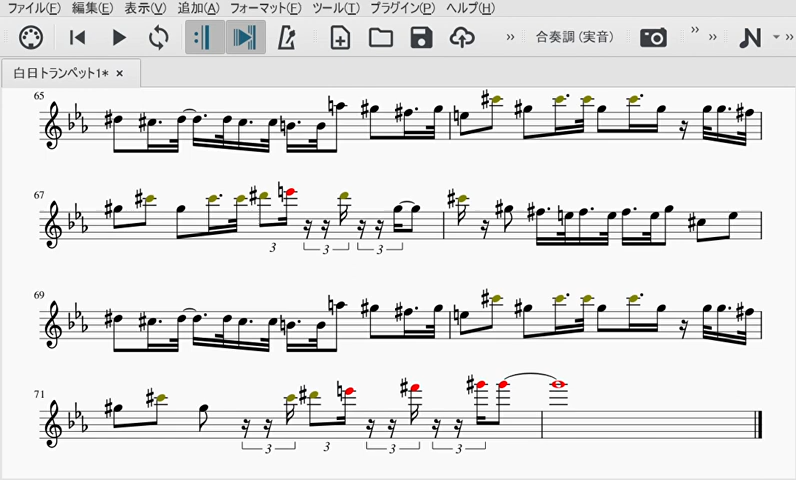 ファイル(F) 編集(E) 表示(V) 追加(A) フォーマット(F) ツール(T) プラグイン(P) ヘルプ(H)
合奏調 (実音)
白日トランペット1*
65
67
3 3 3
69
71
3 3 3 3